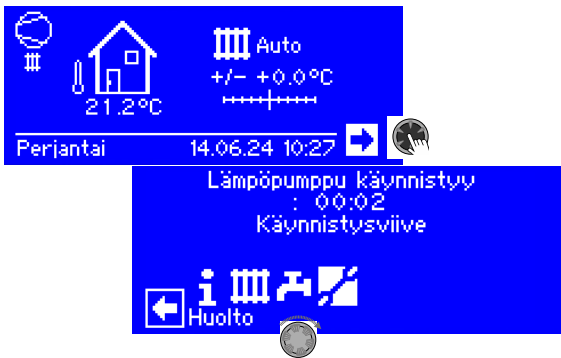 Auto
+/- +0.0°C
21.2°C
Perjantai 14.06.24 10:27
Lämpöpumppu käynnistyy
: 00:02
Käynnistysviive
Huolto